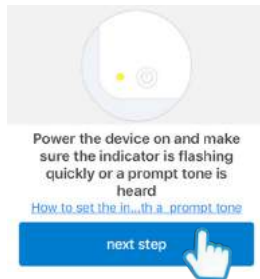 Power the device on and make
sure the indicator is flashing
quickly or a prompt tone is
heard
How to set the in...th a prompt tone
next step